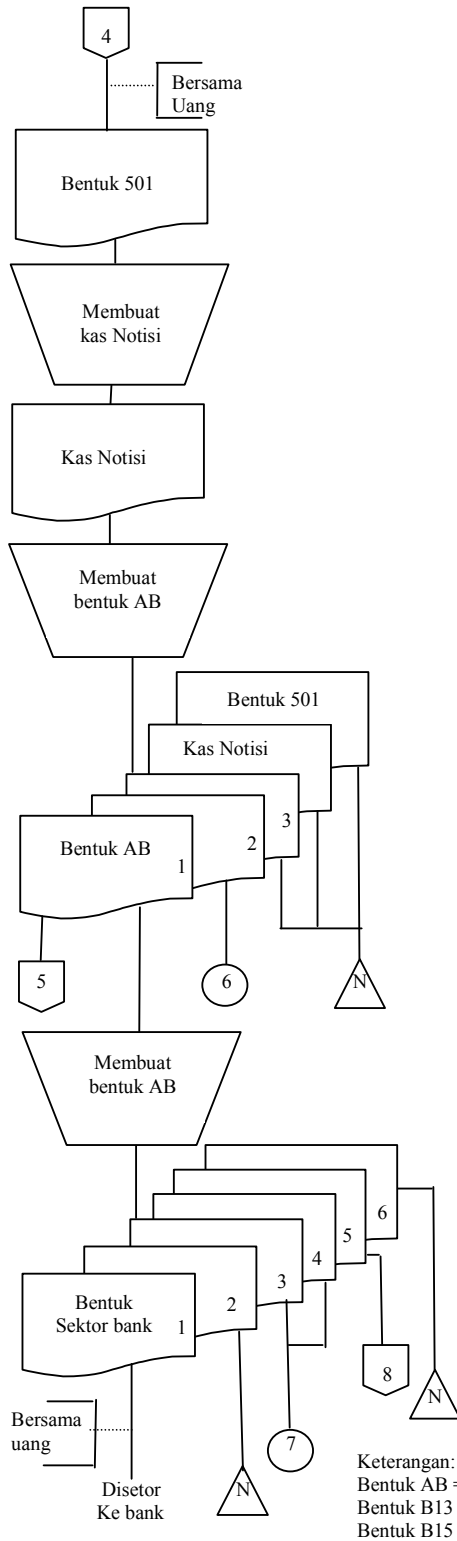 4
Bersama
Uang
Bentuk 501
Membuat
kas Notisi
Kas Notisi
Membuat
bentuk AB
Bentuk 501
Kas Notisi
3
2
Bentuk AB
1
5
6
N
Membuat
bentuk AB
6
5
4
3
2
Bentuk
Sektor bank
1
8
N
Bersama
uang
7
N
Disetor
Ke bank
Keterangan:
Bentuk AB =
Bentuk B13
Bentuk B15